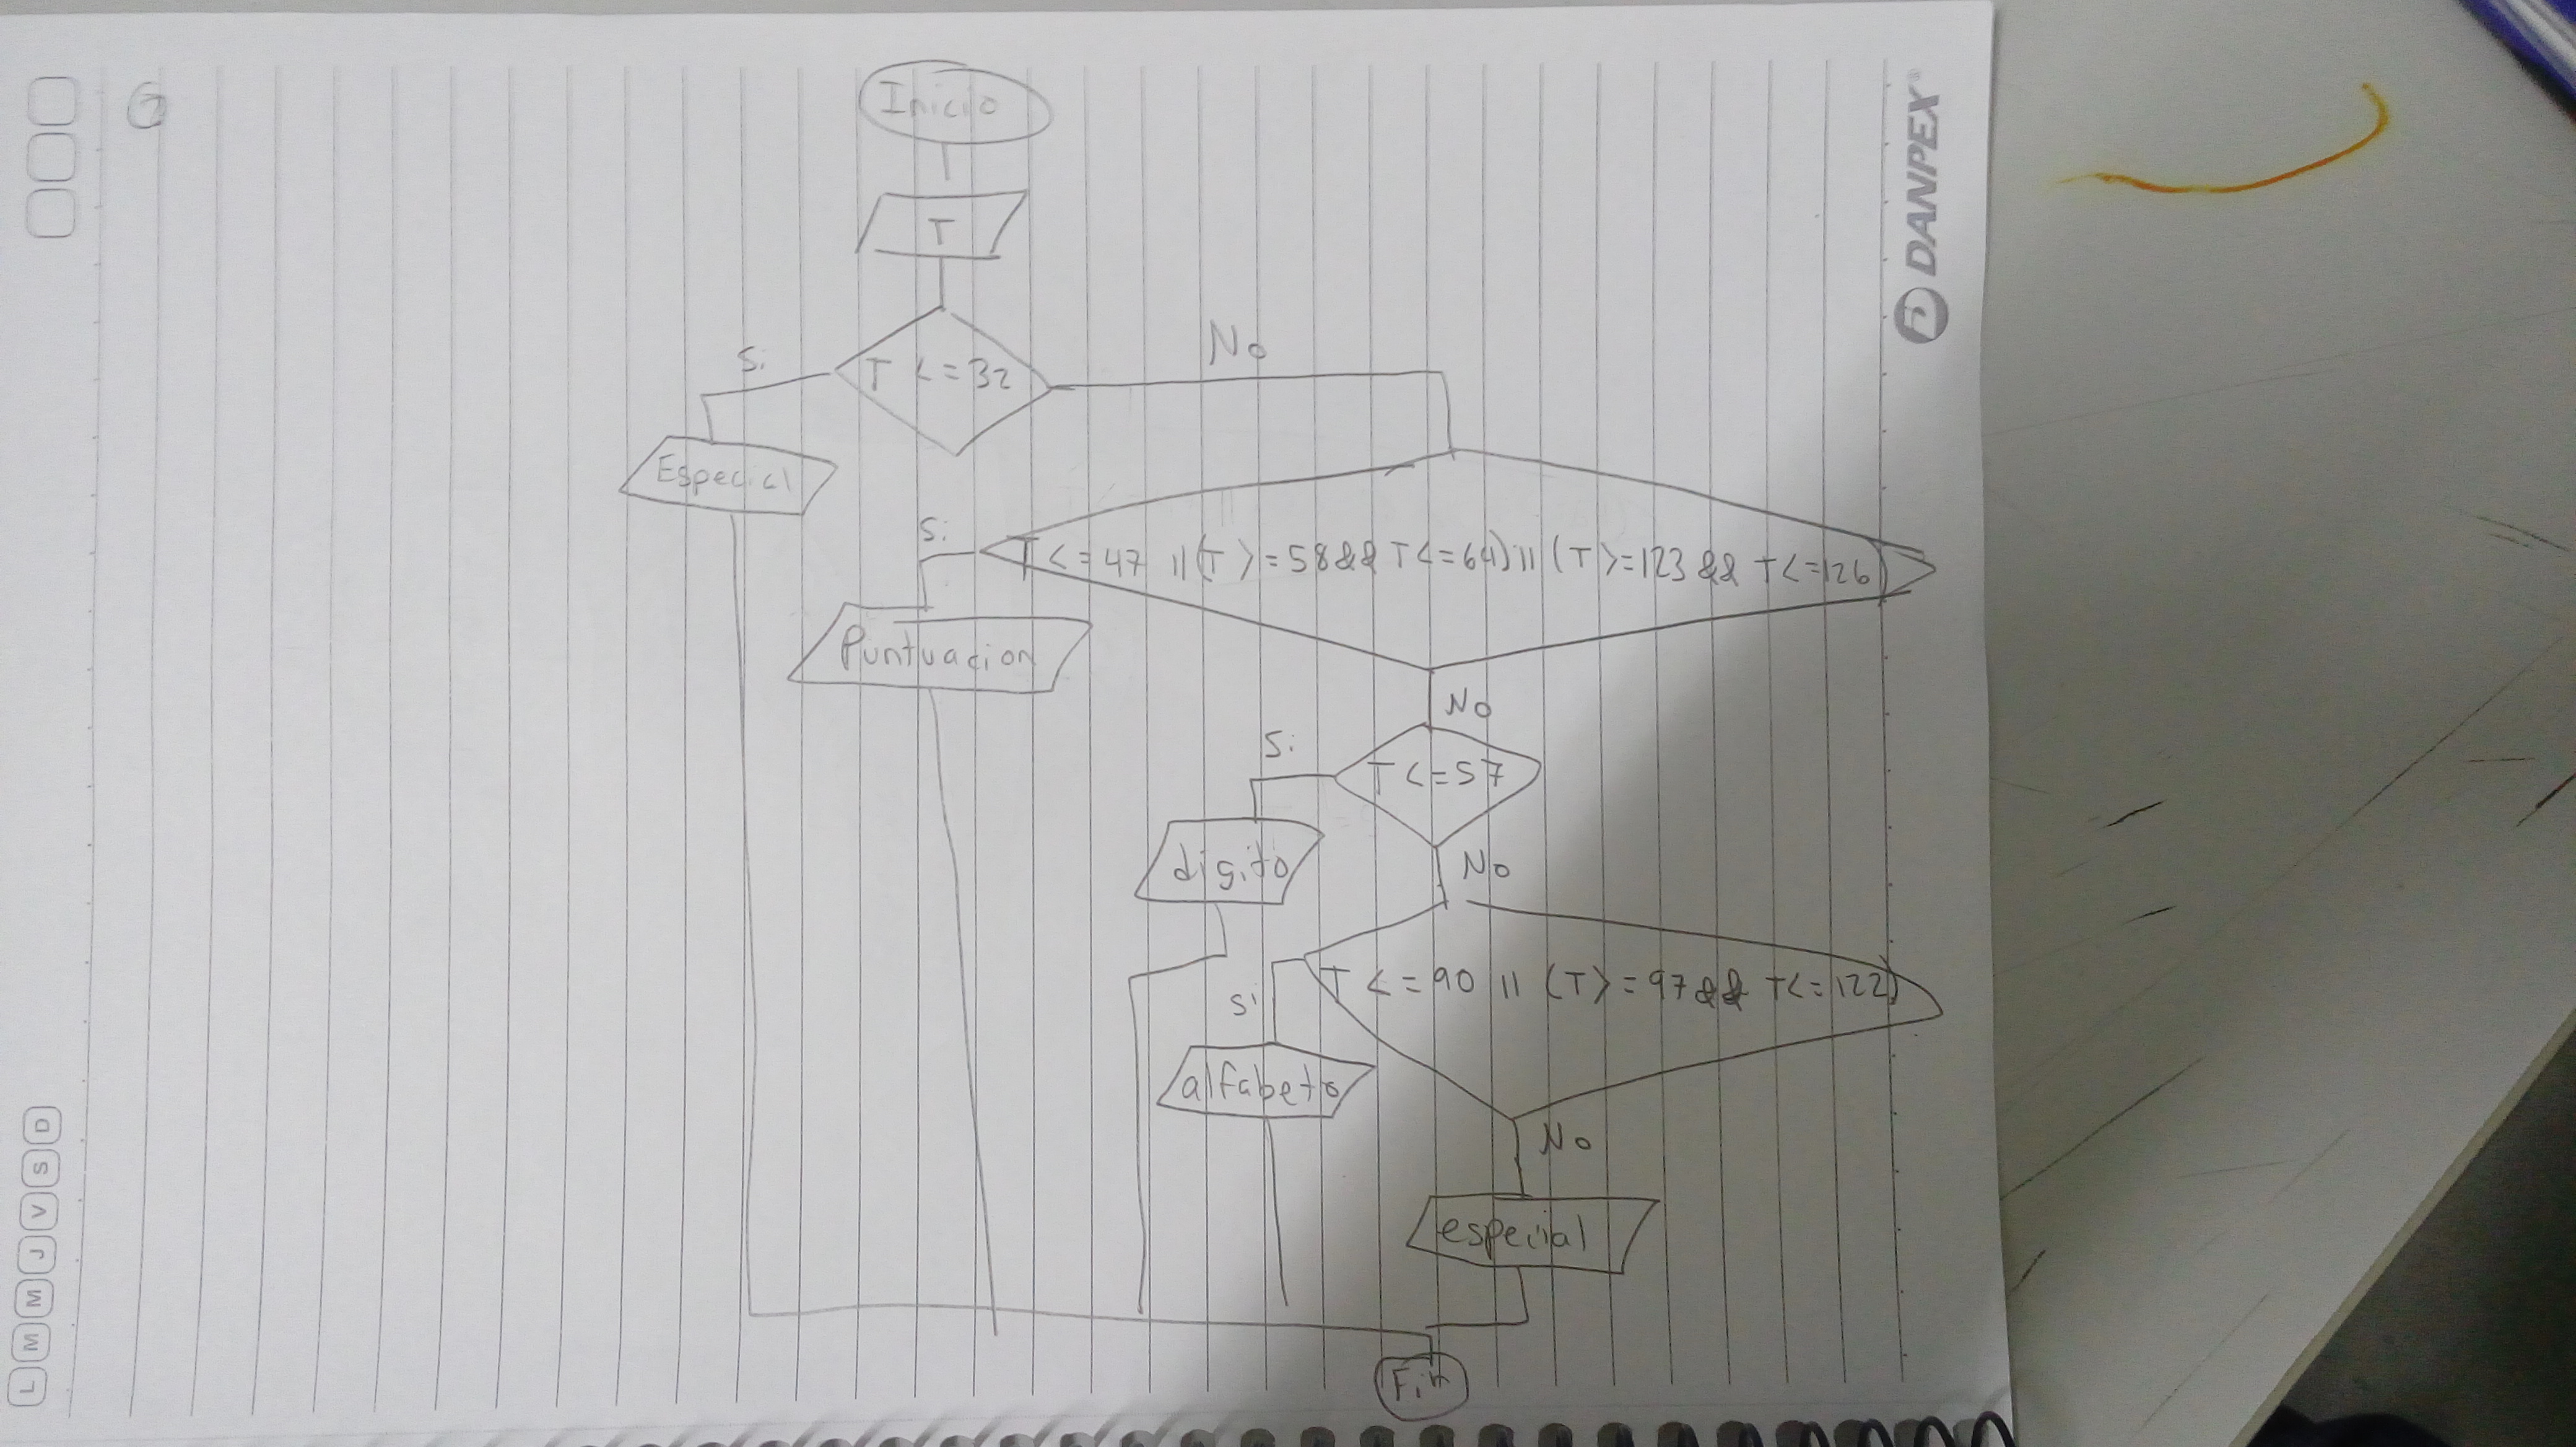 L M M J V S D
7
Inicio
T
T <= 32
Si
No
Especial
T <= 47 || (T >= 58 && T <= 64) || (T >= 123 && T <= 126)
Si
Puntuacion
No
T <= 57
Si
digito
No
T <= 90 || (T >= 97 && T <= 122)
Si
alfabeto
No
especial
Fin
DANPEX